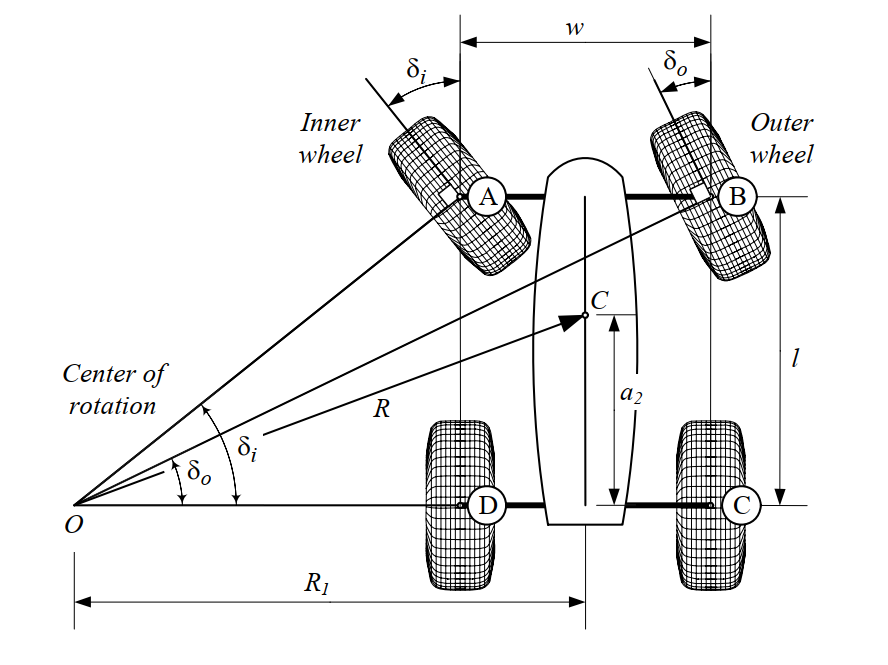 w
δi
δo
Inner
wheel
Outer
wheel
A
B
C
l
Center of
rotation
a2
R
δi
δo
O
D
C
R1